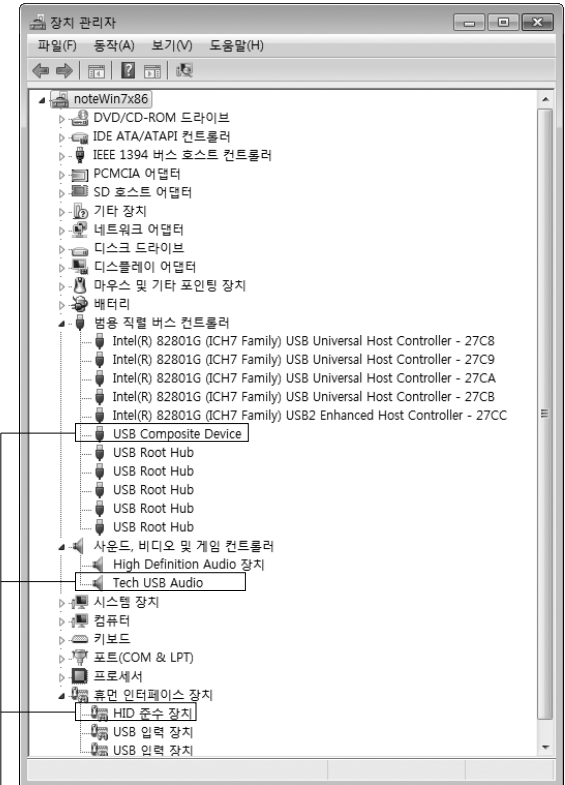 장치 관리자
파일(F) 동작(A) 보기(V) 도움말(H)
noteWin7x86
DVD/CD-ROM 드라이브
IDE ATA/ATAPI 컨트롤러
IEEE 1394 버스 호스트 컨트롤러
PCMCIA 어댑터
SD 호스트 어댑터
기타 장치
네트워크 어댑터
디스크 드라이브
디스플레이 어댑터
마우스 및 기타 포인팅 장치
배터리
범용 직렬 버스 컨트롤러
Intel(R) 82801G (ICH7 Family) USB Universal Host Controller - 27C8
Intel(R) 82801G (ICH7 Family) USB Universal Host Controller - 27C9
Intel(R) 82801G (ICH7 Family) USB Universal Host Controller - 27CA
Intel(R) 82801G (ICH7 Family) USB Universal Host Controller - 27CB
Intel(R) 82801G (ICH7 Family) USB2 Enhanced Host Controller - 27CC
USB Composite Device
USB Root Hub
USB Root Hub
USB Root Hub
USB Root Hub
USB Root Hub
사운드, 비디오 및 게임 컨트롤러
High Definition Audio 장치
Tech USB Audio
시스템 장치
컴퓨터
키보드
포트(COM & LPT)
프로세서
휴먼 인터페이스 장치
HID 준수 장치
USB 입력 장치
USB 입력 장치